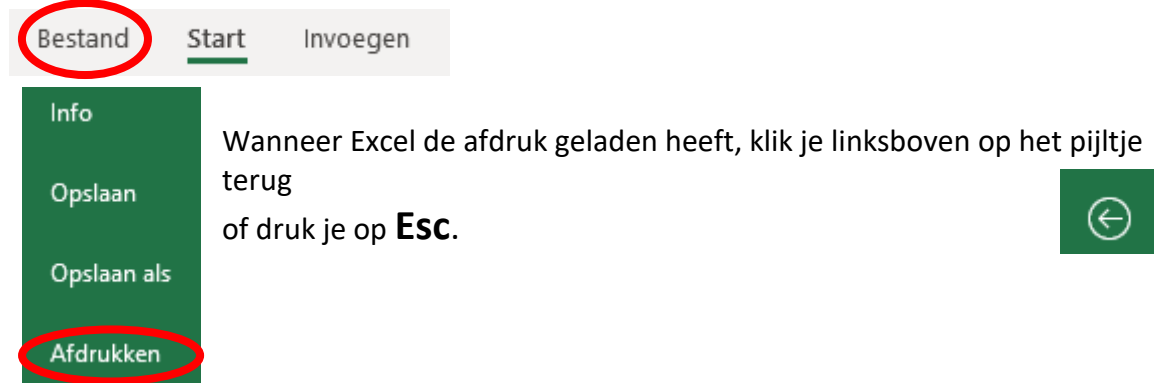 Bestand Start Invoegen
Info
Wanneer Excel de afdruk geladen heeft, klik je linksboven op het pijltje
terug
Opslaan
of druk je op Esc.
Opslaan als
Afdrukken